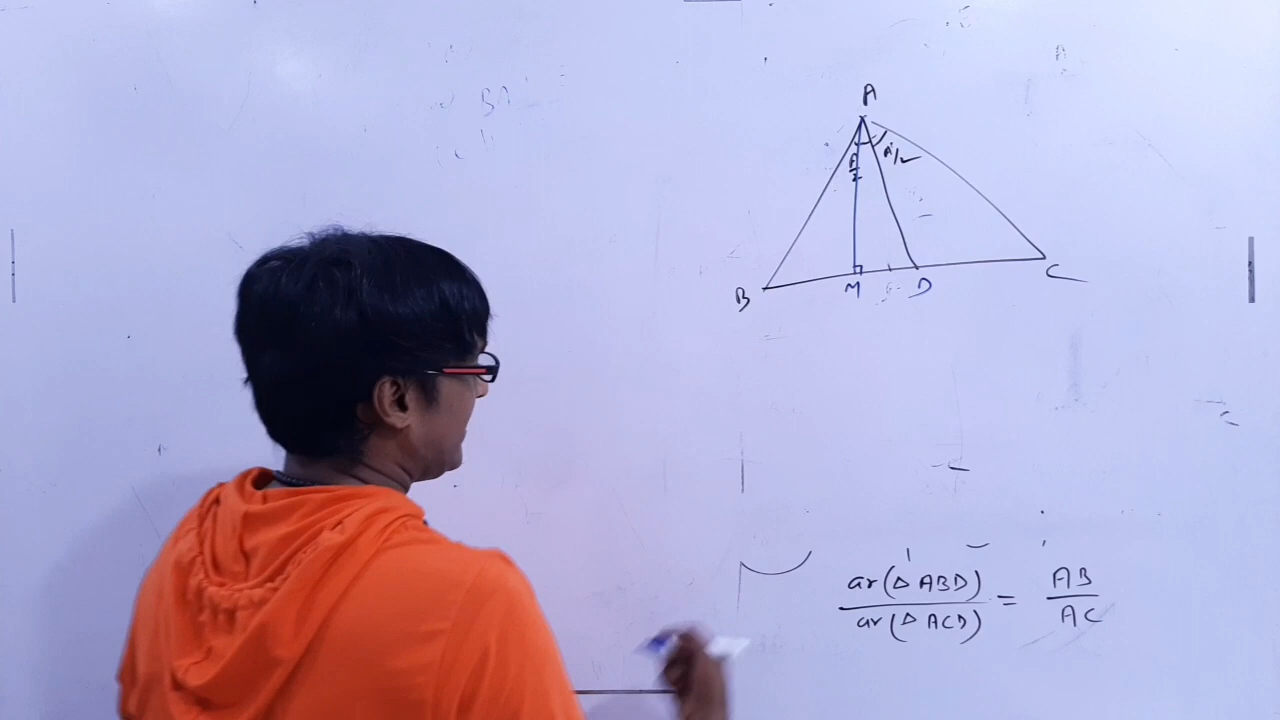 A
A/2
A/2
B
M
D
C
ar(Δ ABD)
ar(Δ ACD)
=
AB
AC